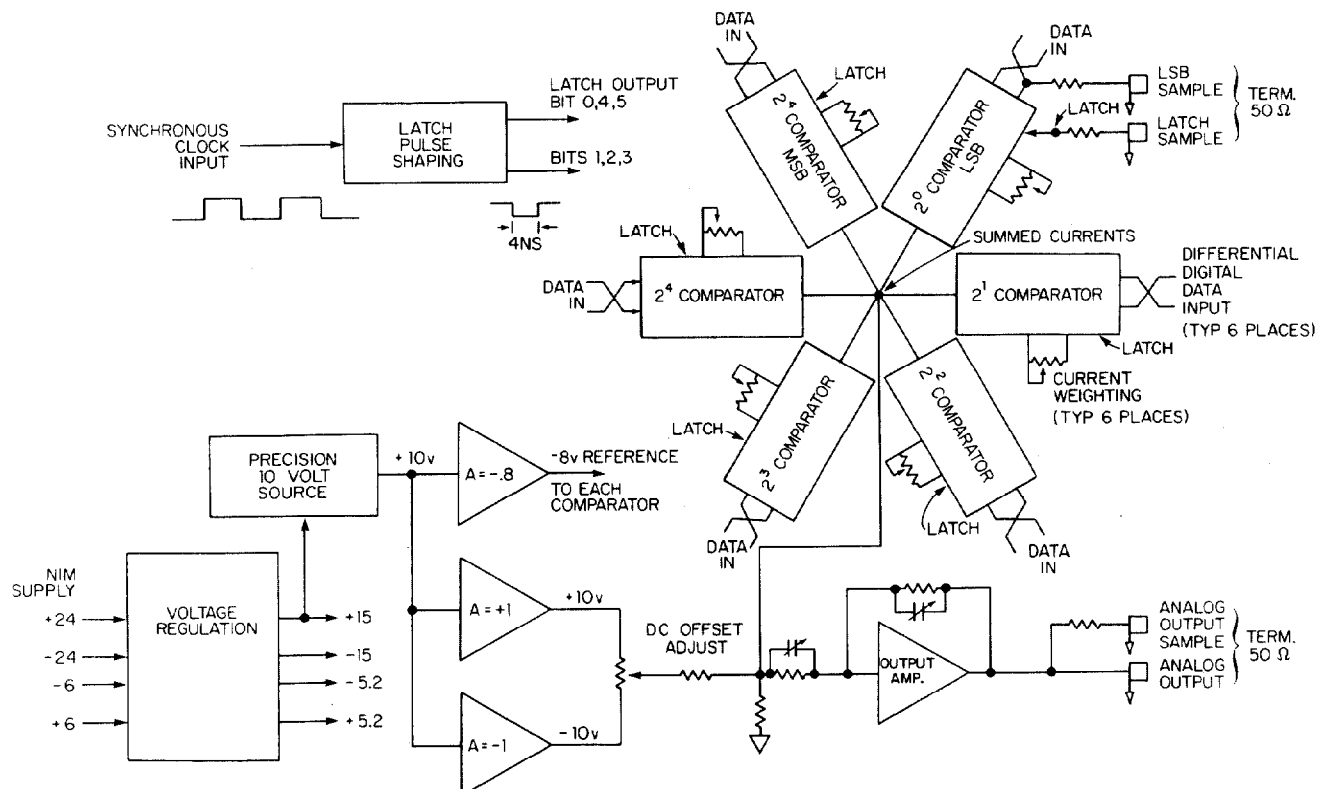 SYNCHRONOUS
CLOCK
INPUT
LATCH
PULSE
SHAPING
LATCH OUTPUT
BIT 0,4,5
BITS 1,2,3
4NS
DATA
IN
LATCH
2⁴ COMPARATOR
MSB
DATA
IN
2⁰ COMPARATOR
LSB
LSB
SAMPLE
LATCH
LATCH
SAMPLE
TERM.
50 Ω
SUMMED CURRENTS
LATCH
DATA
IN
2⁴ COMPARATOR
2¹ COMPARATOR
DIFFERENTIAL
DIGITAL
DATA
INPUT
(TYP 6 PLACES)
LATCH
CURRENT
WEIGHTING
(TYP 6 PLACES)
LATCH
2³ COMPARATOR
DATA
IN
2² COMPARATOR
LATCH
DATA
IN
PRECISION
10 VOLT
SOURCE
+10v
A=-.8
-8v REFERENCE
TO EACH
COMPARATOR
NIM
SUPPLY
+24
-24
-6
+6
VOLTAGE
REGULATION
+15
-15
-5.2
+5.2
A=+1
+10v
A=-1
-10v
DC OFFSET
ADJUST
OUTPUT
AMP.
ANALOG
OUTPUT
SAMPLE
ANALOG
OUTPUT
TERM.
50 Ω